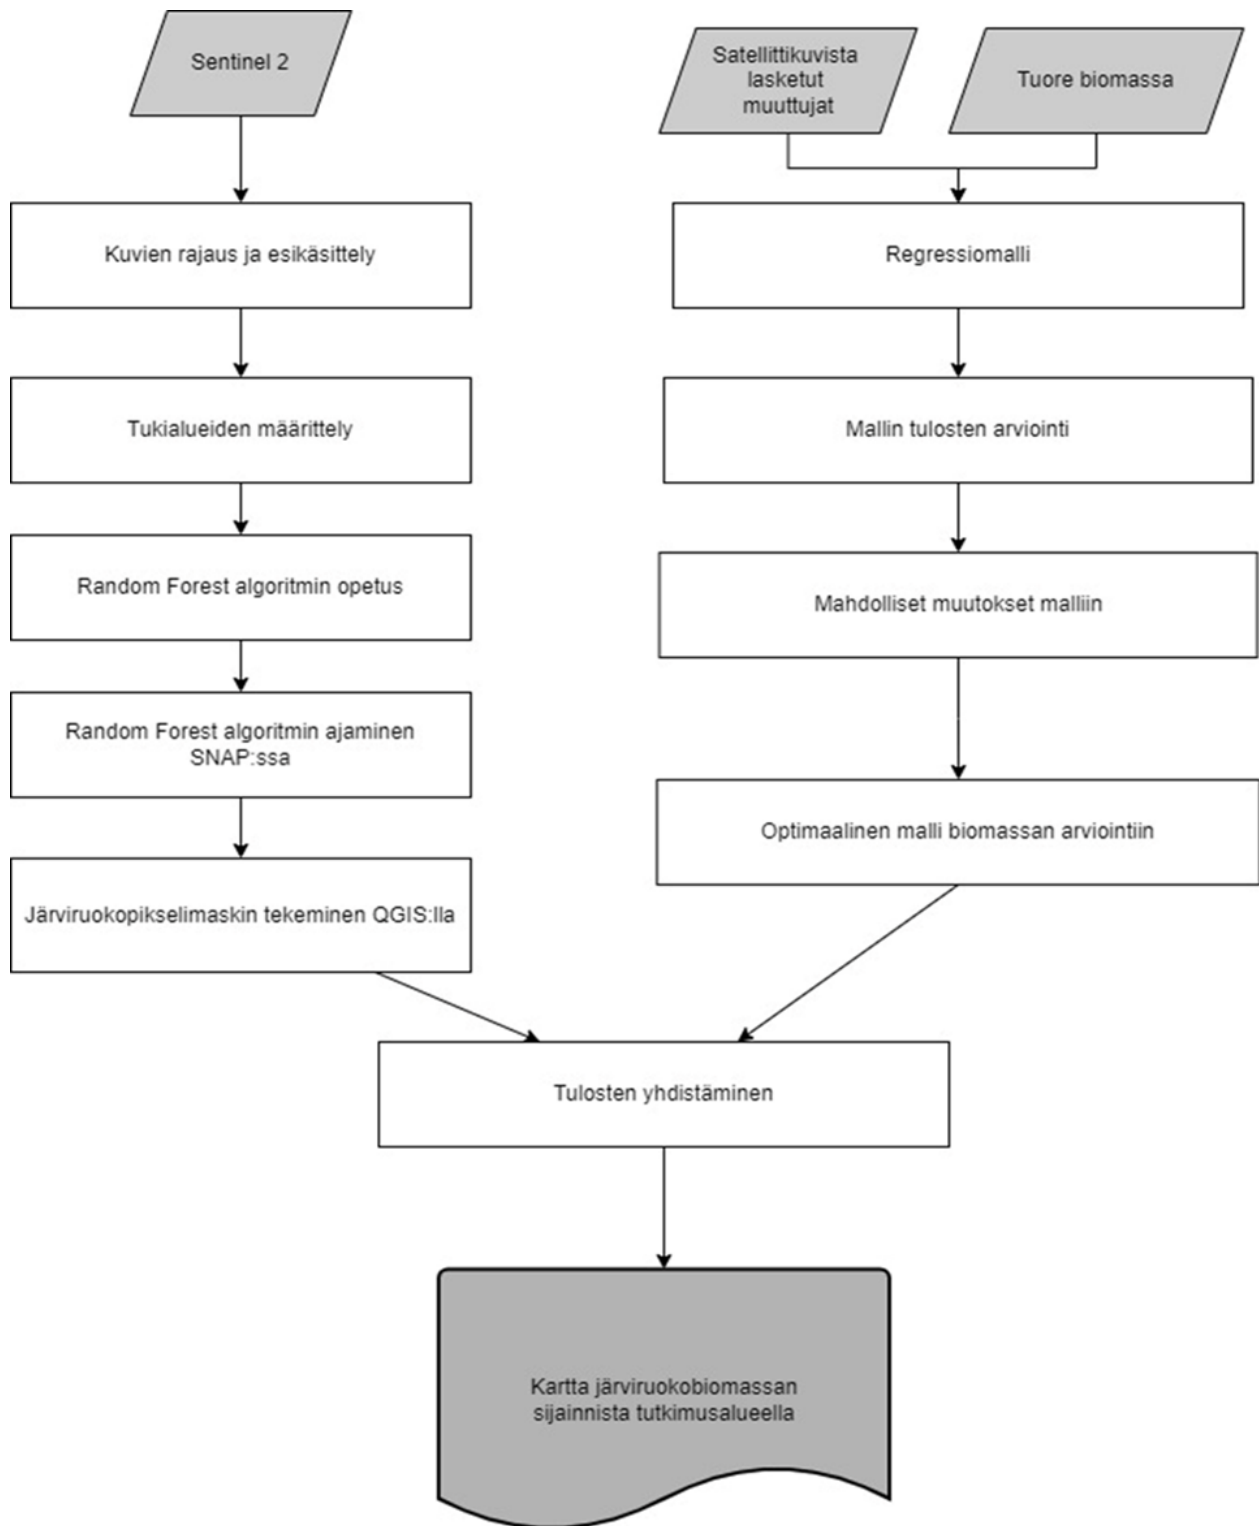 Sentinel 2
Satellittikuvista
lasketut
muuttujat
Tuore biomassa
Kuvien rajaus ja esikäsittely
Regressiomalli
Tukialueiden määrittely
Mallin tulosten arviointi
Random Forest algoritmin opetus
Mahdolliset muutokset malliin
Random Forest algoritmin ajaminen
SNAP:ssa
Optimaalinen malli biomassan arviointiin
Järviruokopikselimaskin tekeminen QGIS:lla
Tulosten yhdistäminen
Kartta järviruokobiomassan
sijainnista tutkimusalueella